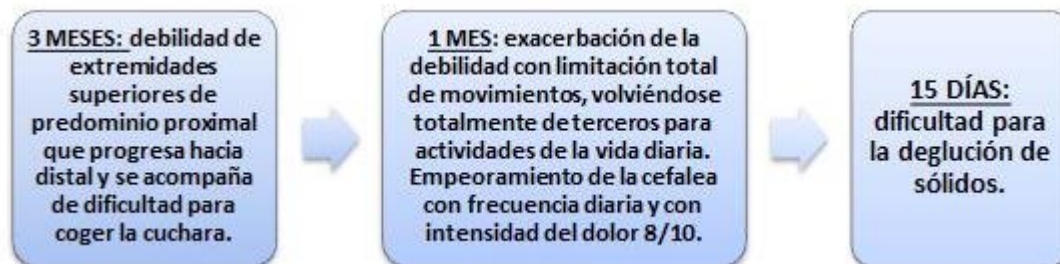 3 MESES: debilidad de
extremidades
superiores de
predominio proximal
que progresa hacia
distal y se acompaña
de dificultad para
coger la cuchara.
1 MES: exacerbación de la
debilidad con limitación total
de movimientos, volviéndose
totalmente de terceros para
actividades de la vida diaria.
Empeoramiento de la cefalea
con frecuencia diaria y con
intensidad del dolor 8/10.
15 DÍAS:
dificultad para
la deglución de
sólidos.